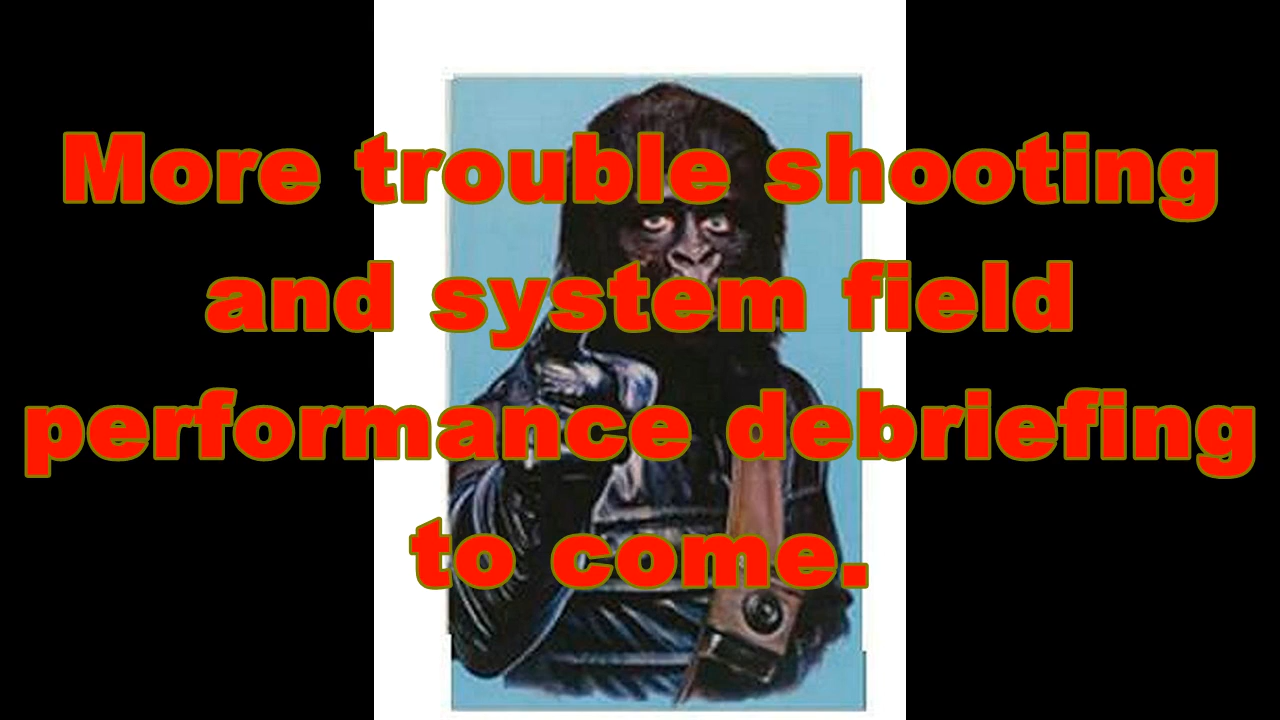 More trouble shooting
and system field
performance debriefing
to come.